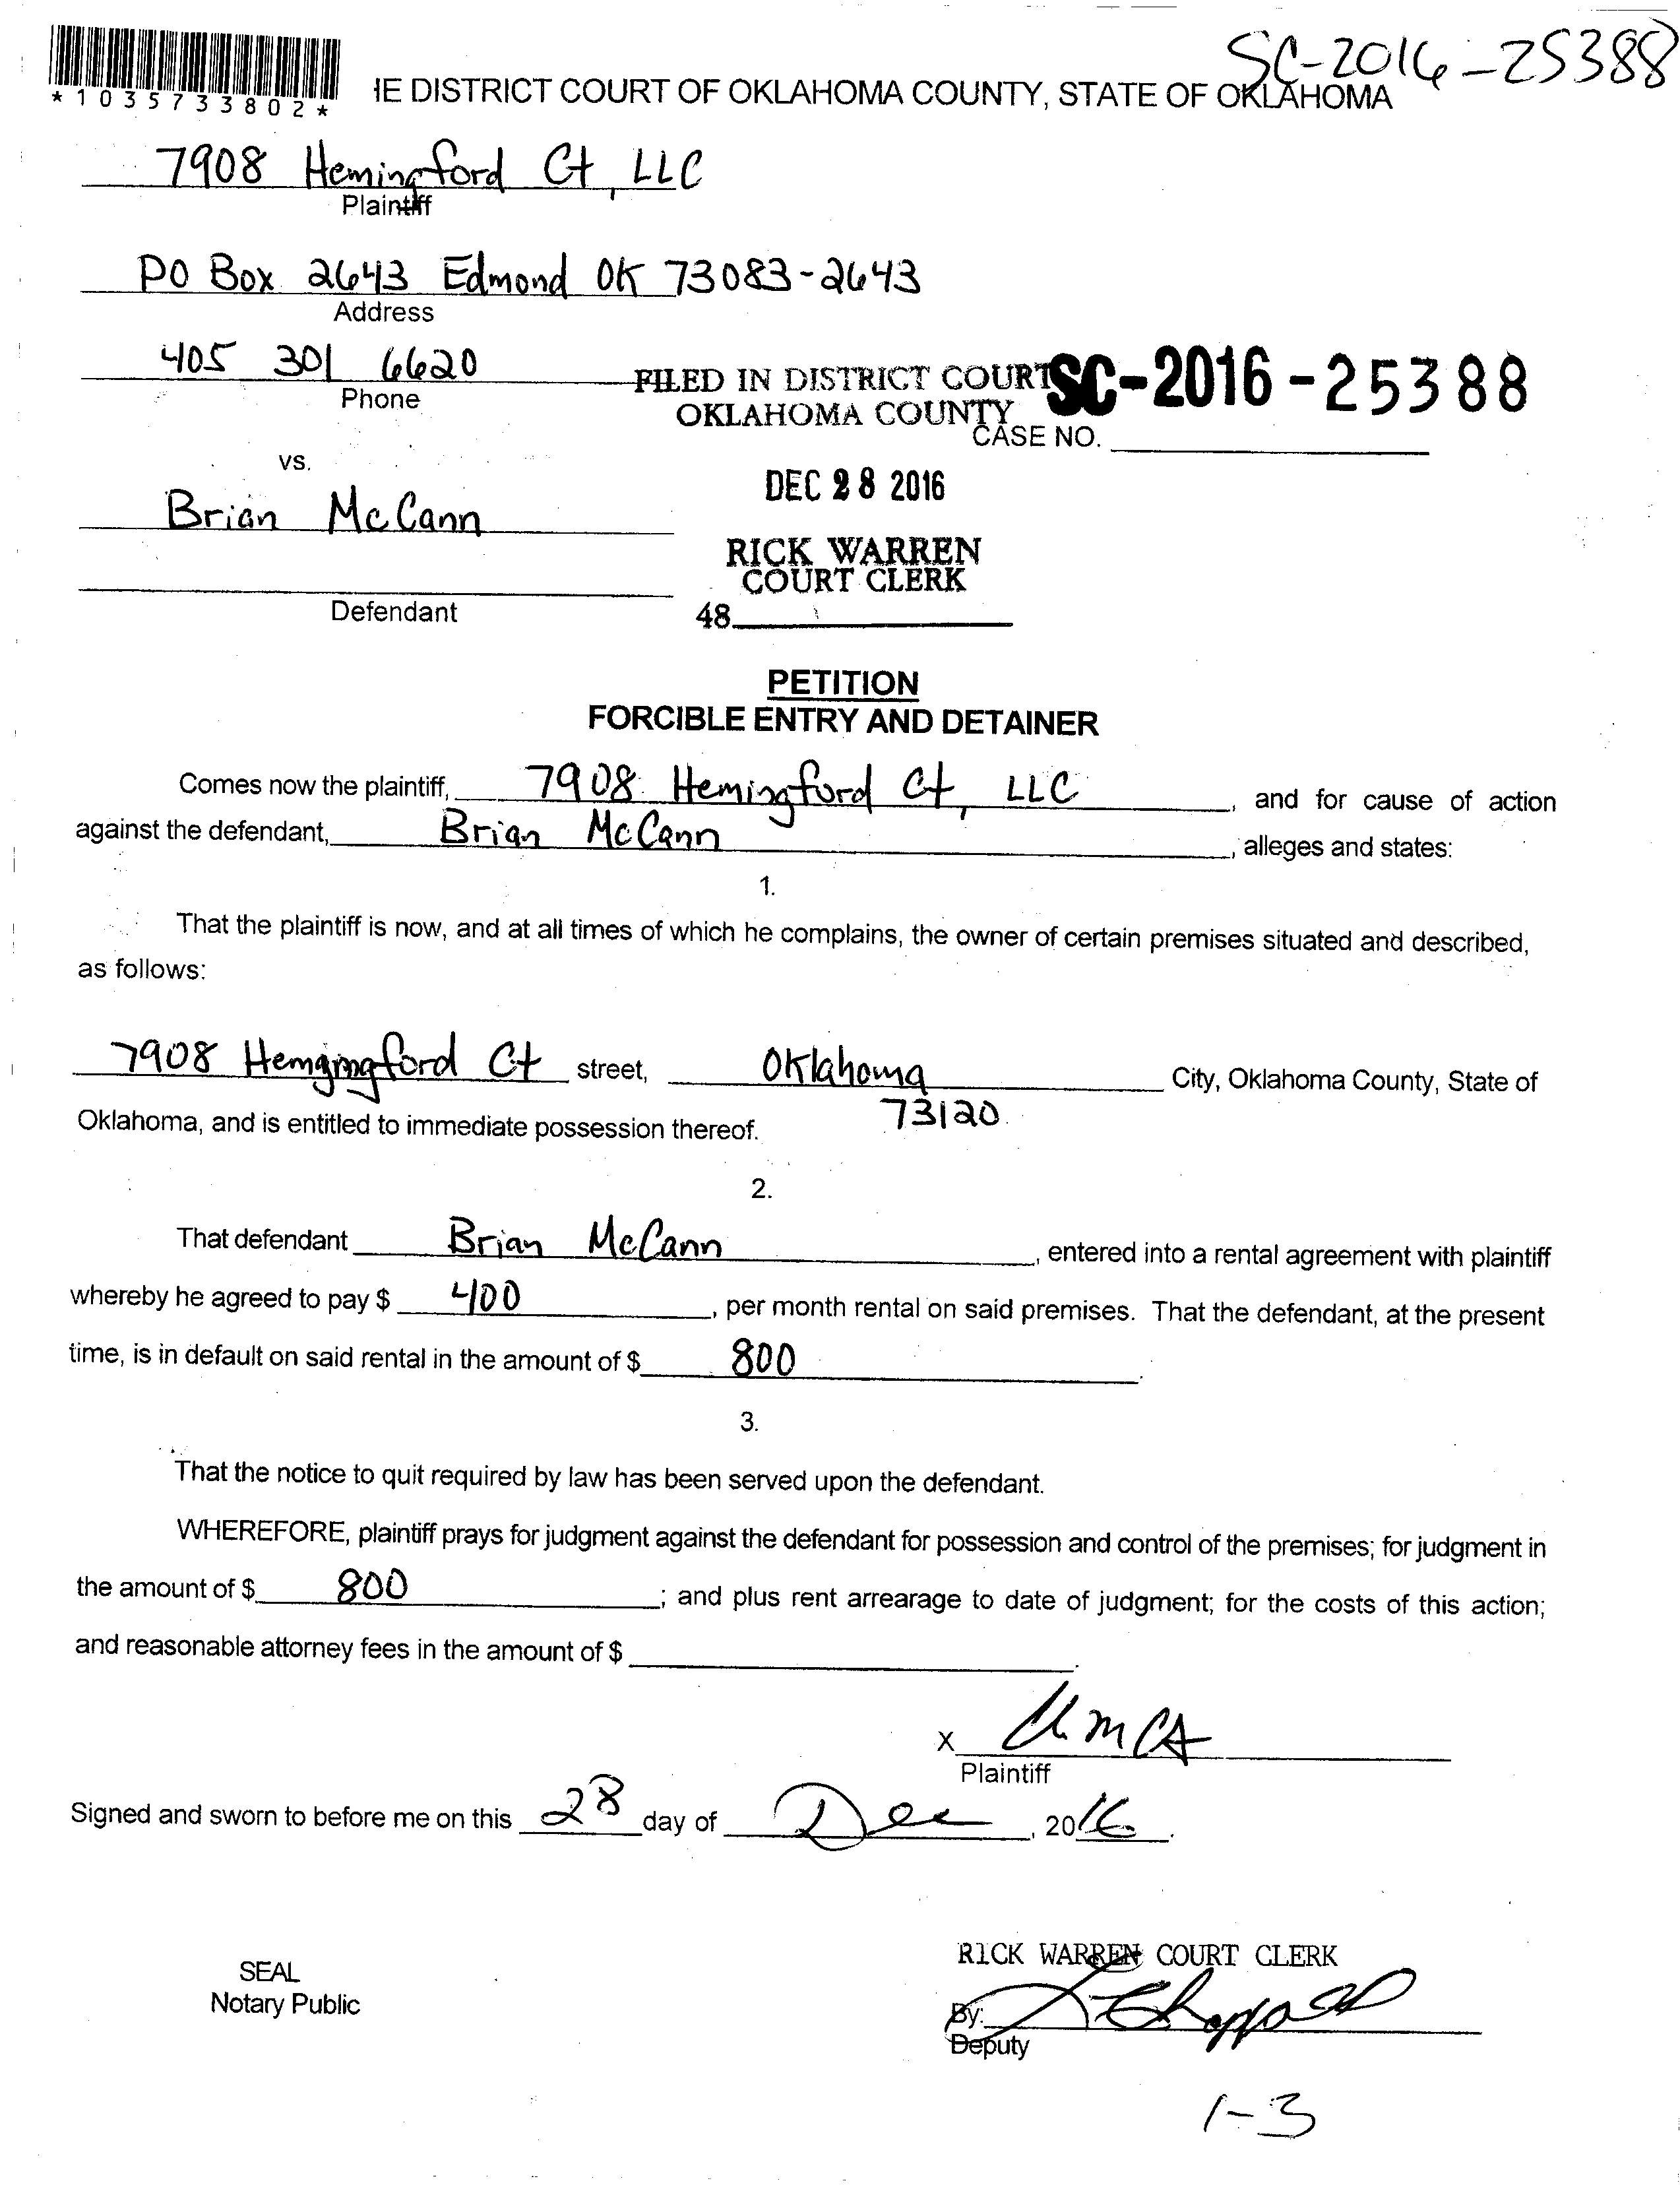 SC-2016-25388
*1035733802*
IE DISTRICT COURT OF OKLAHOMA COUNTY, STATE OF OKLAHOMA
7908 Hemingford Ct, LLC
Plaintiff
PO Box 2643 Edmond OK 73083-2643
Address
405 301 6620
Phone
FILED IN DISTRICT COURT
OKLAHOMA COUNTY
SC-2016-25388
CASE NO.
vs.
DEC 28 2016
Brian McCann
RICK WARREN
COURT CLERK
Defendant
48
PETITION
FORCIBLE ENTRY AND DETAINER
Comes now the plaintiff, 7908 Hemingford Ct, LLC, and for cause of action
against the defendant, Brian McCann, alleges and states:
1.
That the plaintiff is now, and at all times of which he complains, the owner of certain premises situated and described,
as follows:
7908 Hemgingford Ct street, Oklahoma City, Oklahoma County, State of
73120
Oklahoma, and is entitled to immediate possession thereof.
2.
That defendant Brian McCann, entered into a rental agreement with plaintiff
whereby he agreed to pay $ 400, per month rental on said premises. That the defendant, at the present
time, is in default on said rental in the amount of $ 800.
3.
That the notice to quit required by law has been served upon the defendant.
WHEREFORE, plaintiff prays for judgment against the defendant for possession and control of the premises; for judgment in
the amount of $ 800; and plus rent arrearage to date of judgment; for the costs of this action;
and reasonable attorney fees in the amount of $ .
X
Plaintiff
Signed and sworn to before me on this 28 day of Dec, 2016.
SEAL
Notary Public
RICK WARREN COURT CLERK
By:
Deputy
1-3